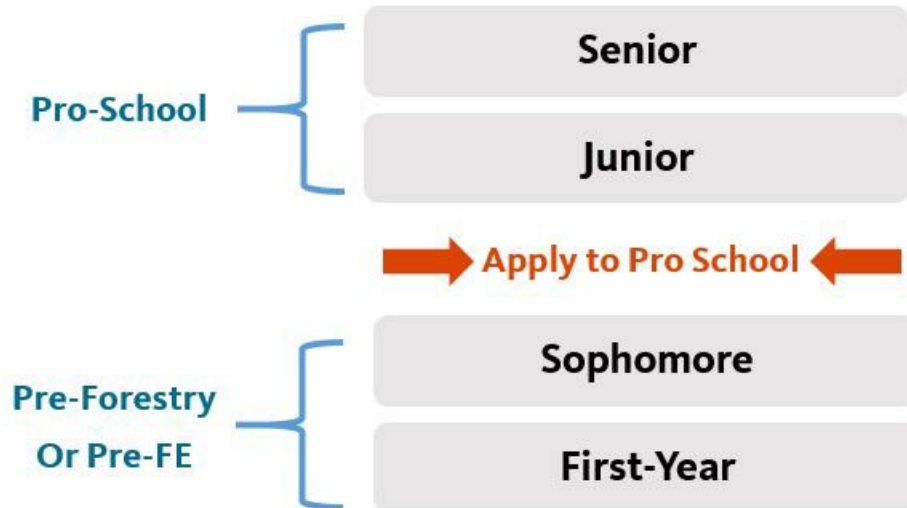 Senior
Pro-School
Junior
Apply to Pro School
Sophomore
Pre-Forestry
Or Pre-FE
First-Year